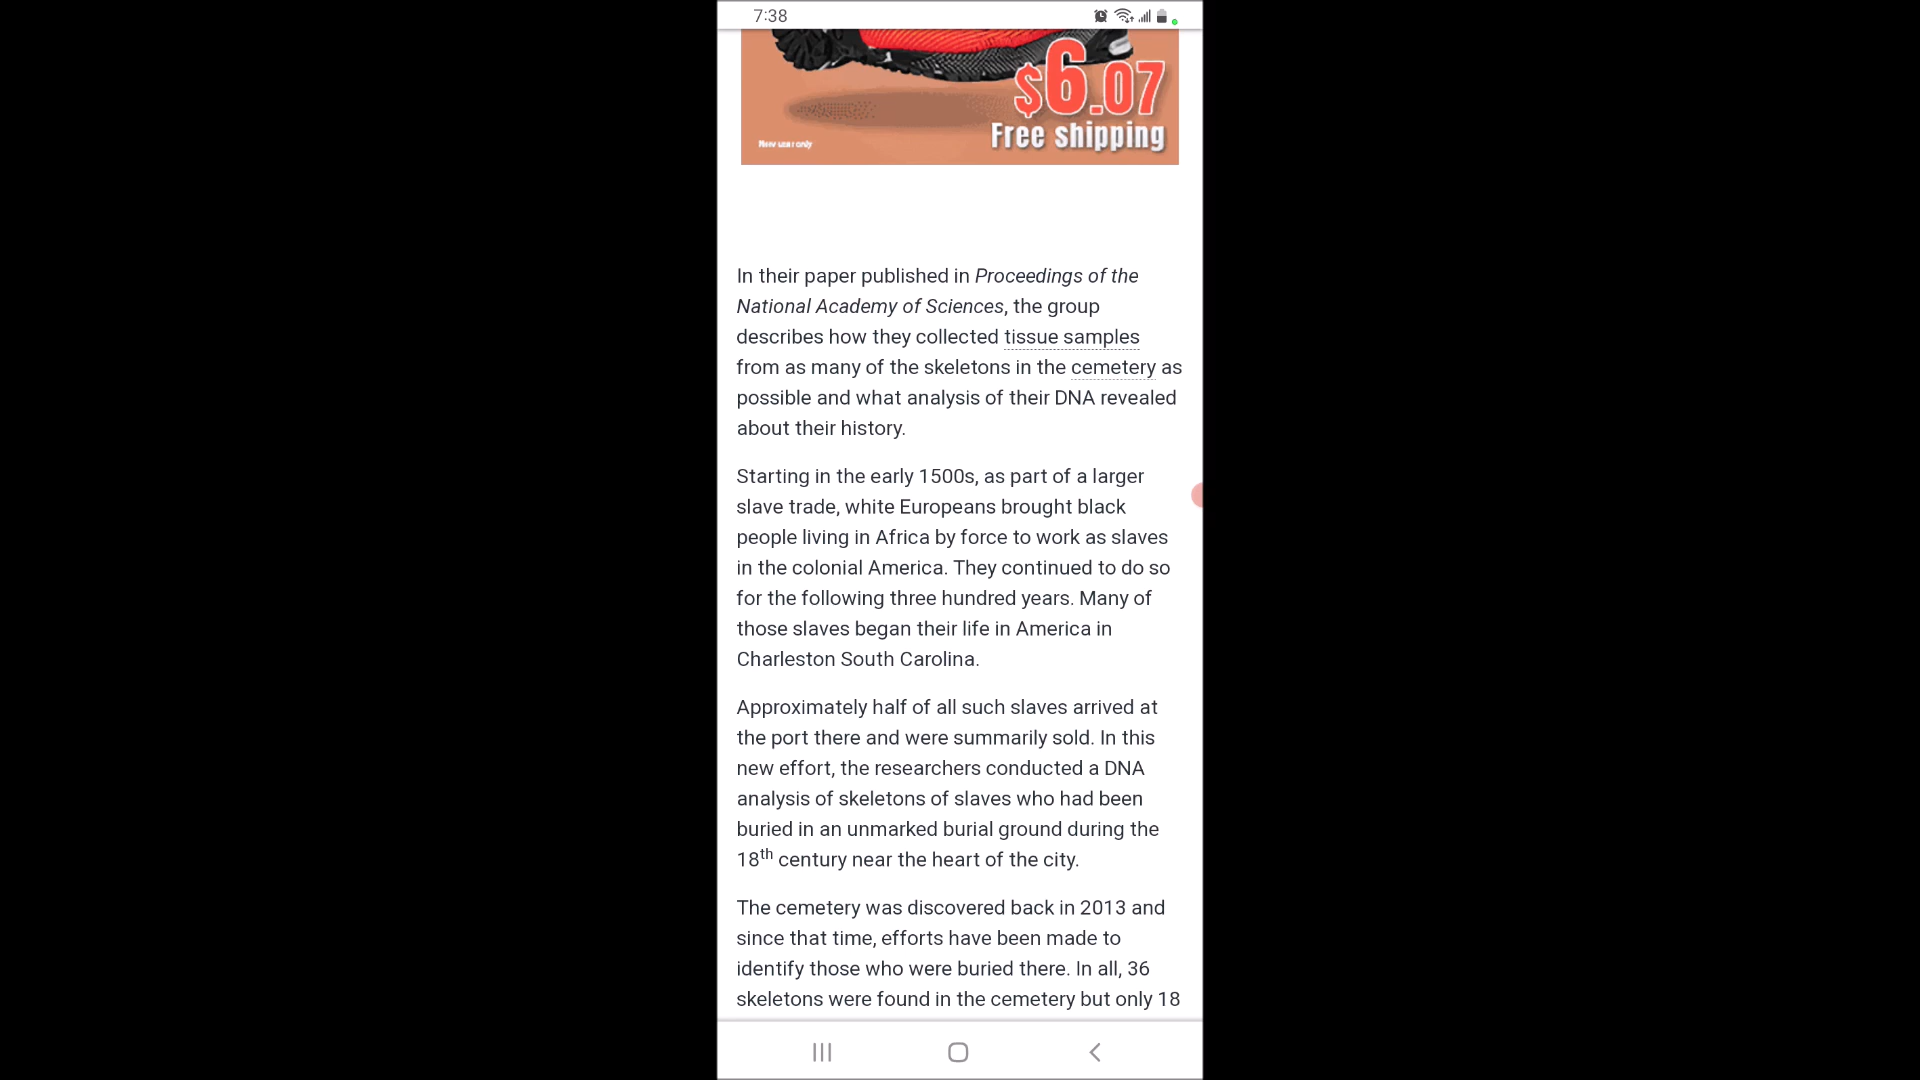 7:38
$6.07
Free shipping
New user only
In their paper published in Proceedings of the
National Academy of Sciences, the group
describes how they collected tissue samples
from as many of the skeletons in the cemetery as
possible and what analysis of their DNA revealed
about their history.
Starting in the early 1500s, as part of a larger
slave trade, white Europeans brought black
people living in Africa by force to work as slaves
in the colonial America. They continued to do so
for the following three hundred years. Many of
those slaves began their life in America in
Charleston South Carolina.
Approximately half of all such slaves arrived at
the port there and were summarily sold. In this
new effort, the researchers conducted a DNA
analysis of skeletons of slaves who had been
buried in an unmarked burial ground during the
18th century near the heart of the city.
The cemetery was discovered back in 2013 and
since that time, efforts have been made to
identify those who were buried there. In all, 36
skeletons were found in the cemetery but only 18